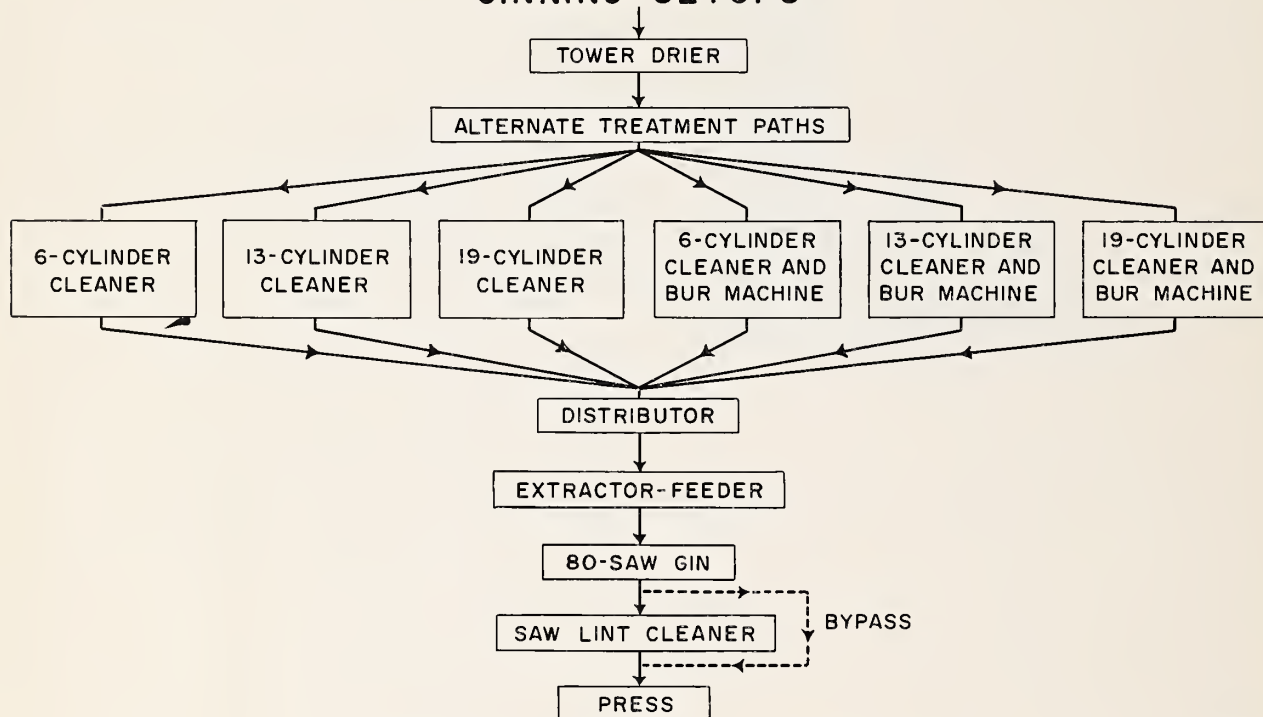 GINNING SETUPS
TOWER DRIER
ALTERNATE TREATMENT PATHS
6-CYLINDER
CLEANER
13-CYLINDER
CLEANER
19-CYLINDER
CLEANER
6-CYLINDER
CLEANER AND
BUR MACHINE
13-CYLINDER
CLEANER AND
BUR MACHINE
19-CYLINDER
CLEANER AND
BUR MACHINE
DISTRIBUTOR
EXTRACTOR-FEEDER
80-SAW GIN
BYPASS
SAW LINT CLEANER
PRESS